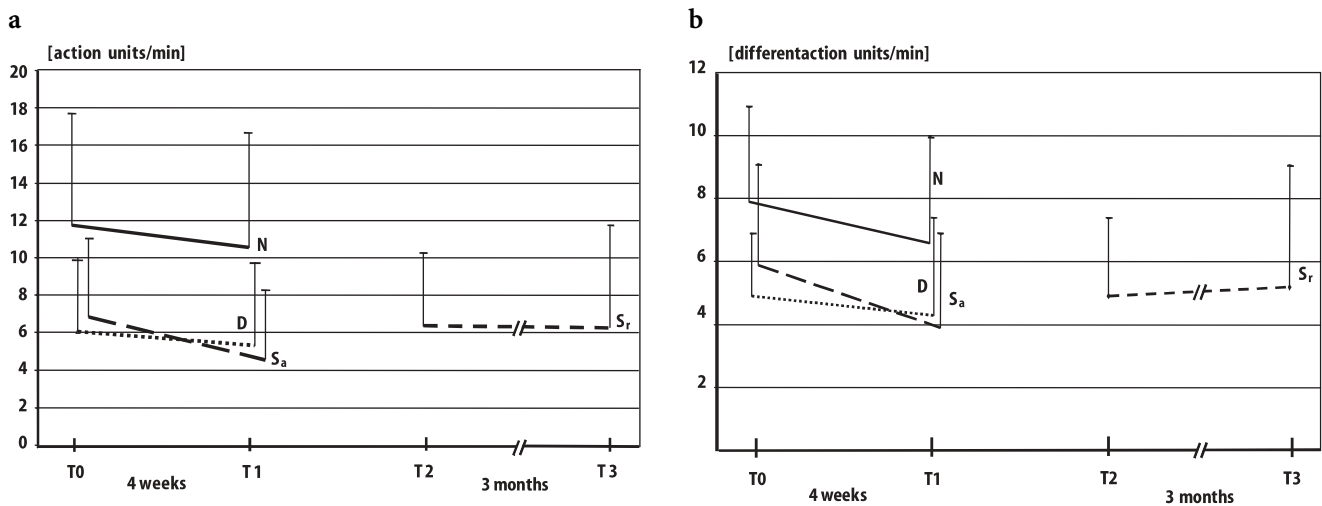 a
[action units/min]
20
18
16
14
12
10
8
6
4
2
0
N
D
Sa
Sr
T0
T1
T2
T3
4 weeks
3 months
b
[differentaction units/min]
12
10
8
6
4
2
N
D
Sa
Sr
T0
T1
T2
T3
4 weeks
3 months